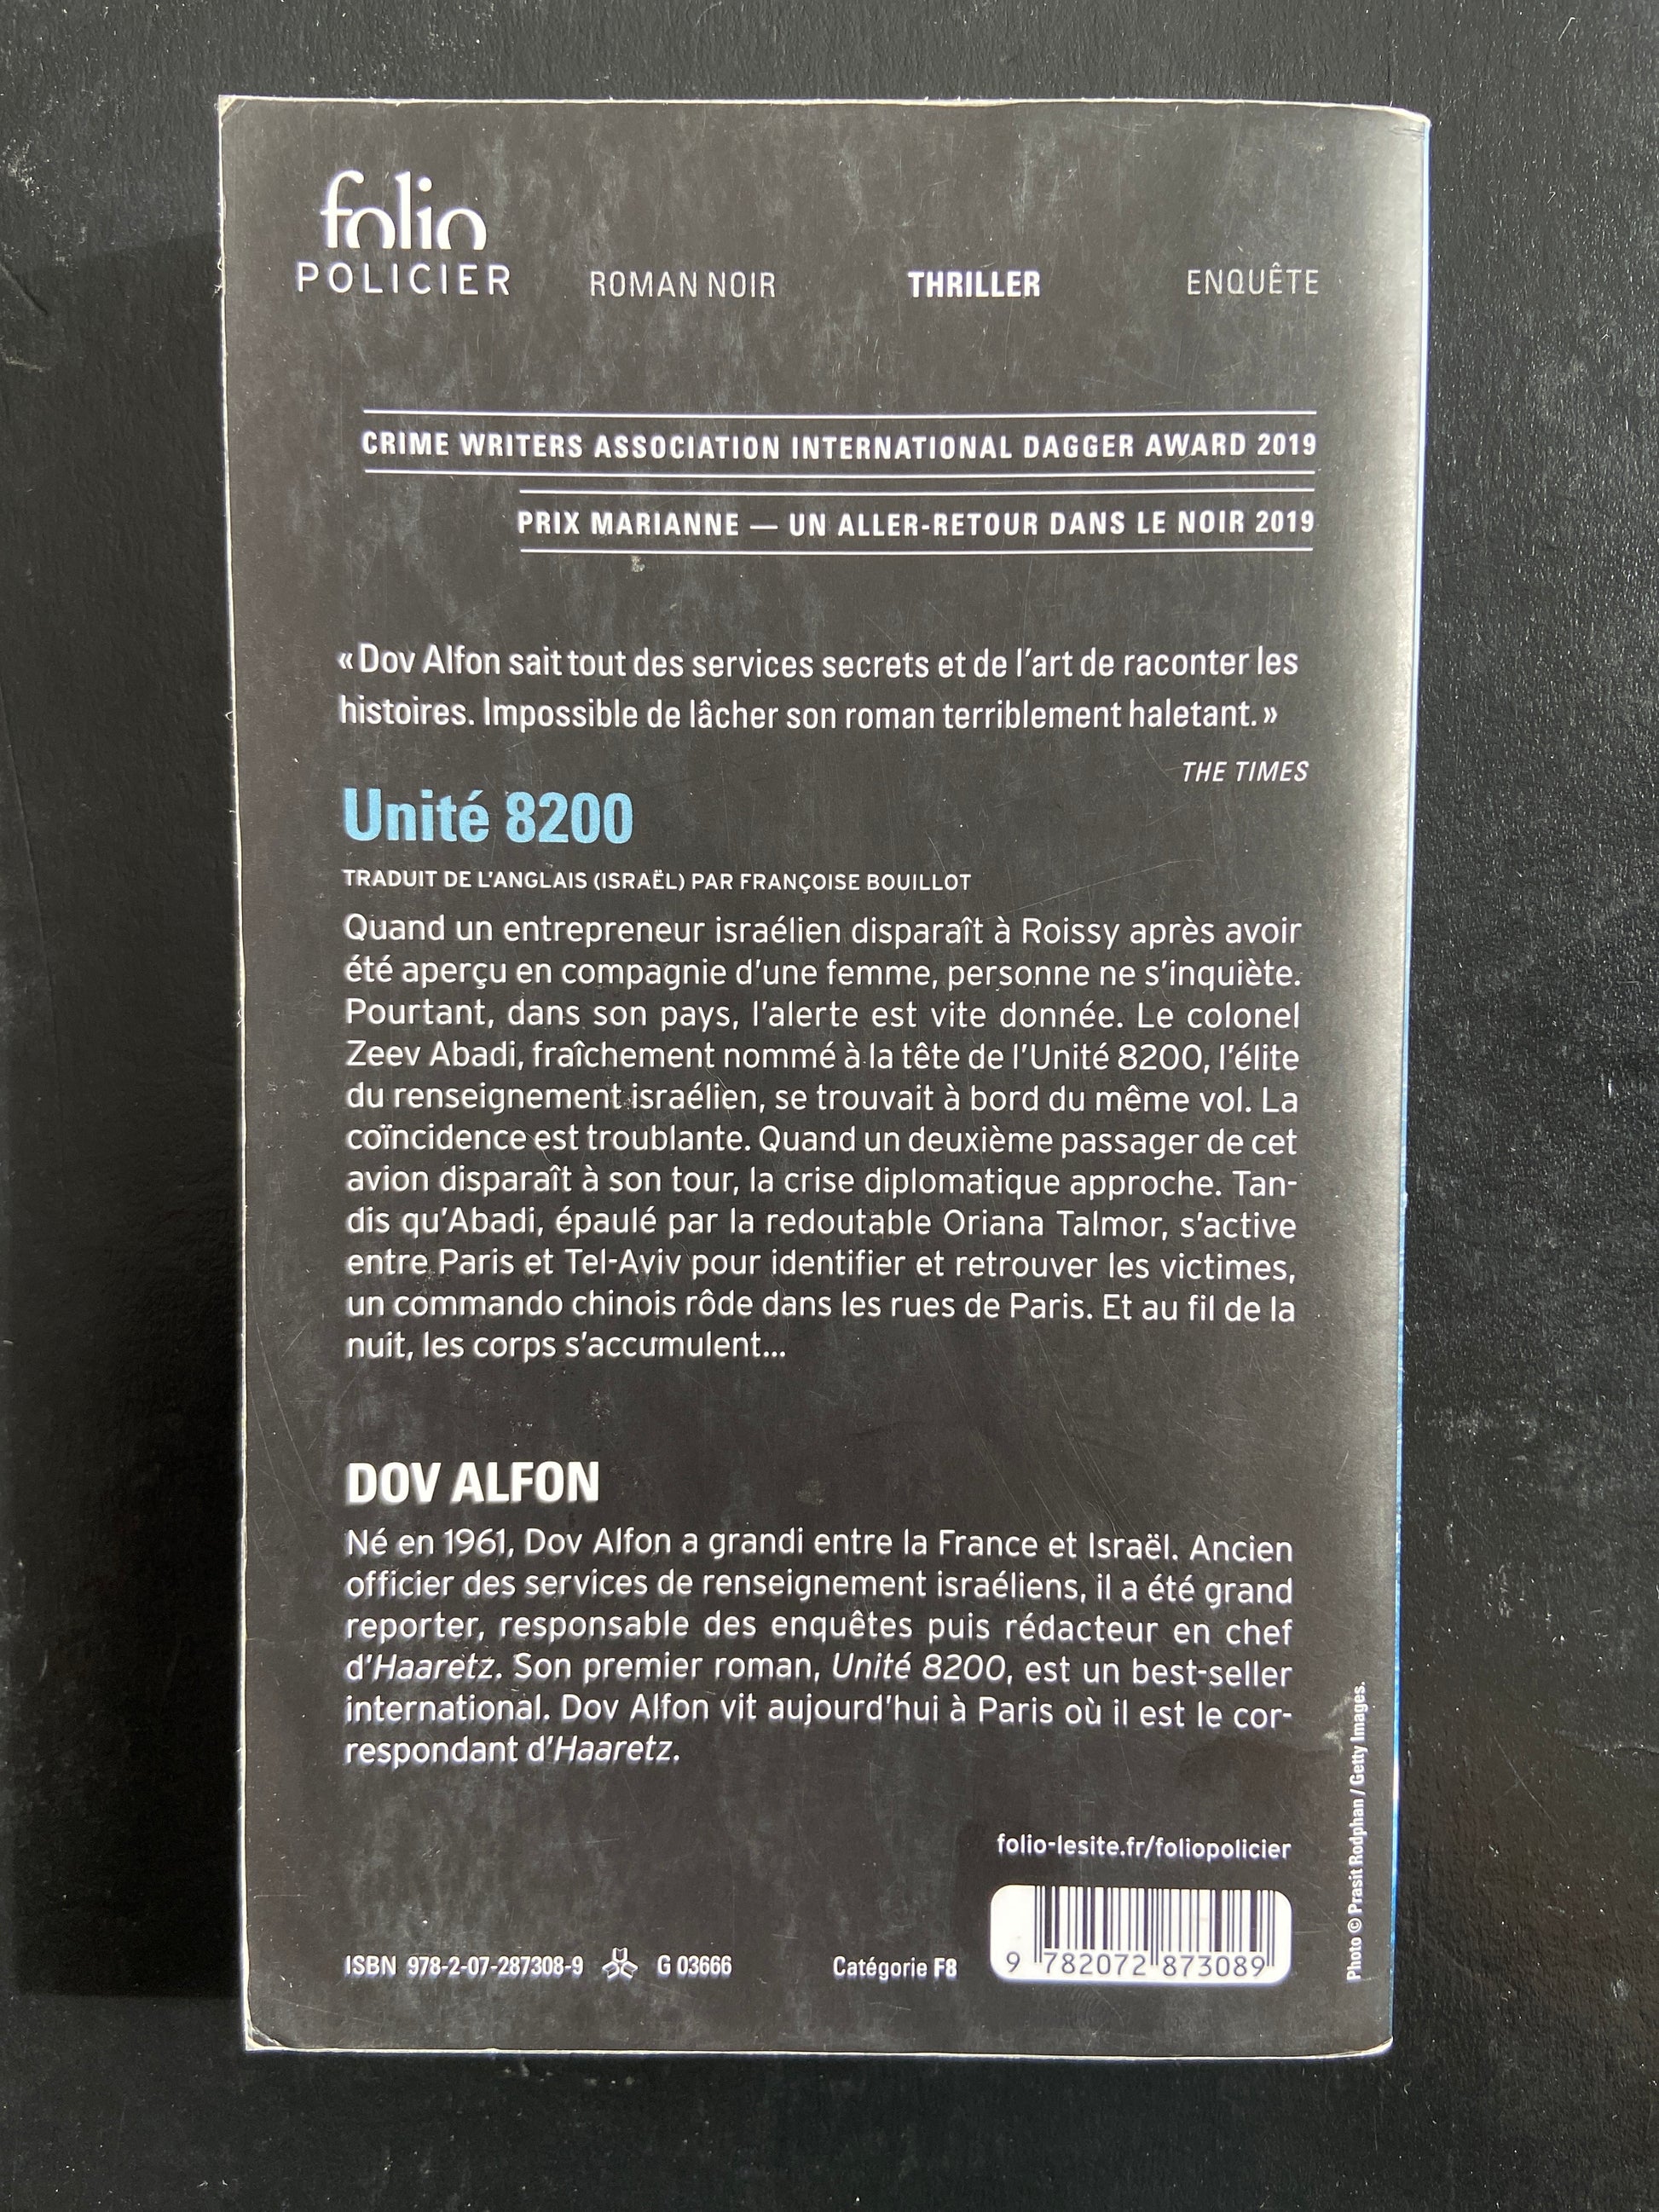 folio
POLICIER
ROMAN NOIR THRILLER ENQUÊTE
CRIME WRITERS ASSOCIATION INTERNATIONAL DAGGER AWARD 2019
PRIX MARIANNE — UN ALLER-RETOUR DANS LE NOIR 2019
« Dov Alfon sait tout des services secrets et de l'art de raconter les
histoires. Impossible de lâcher son roman terriblement haletant. »
THE TIMES
Unité 8200
TRADUIT DE L'ANGLAIS (ISRAËL) PAR FRANÇOISE BOUILLOT
Quand un entrepreneur israélien disparaît à Roissy après avoir
été aperçu en compagnie d'une femme, personne ne s'inquiète.
Pourtant, dans son pays, l'alerte est vite donnée. Le colonel
Zeev Abadi, fraîchement nommé à la tête de l'Unité 8200, l'élite
du renseignement israélien, se trouvait à bord du même vol. La
coïncidence est troublante. Quand un deuxième passager de cet
avion disparaît à son tour, la crise diplomatique approche. Tan-
dis qu'Abadi, épaulé par la redoutable Oriana Talmor, s'active
entre Paris et Tel-Aviv pour identifier et retrouver les victimes,
un commando chinois rôde dans les rues de Paris. Et au fil de la
nuit, les corps s'accumulent...
DOV ALFON
Né en 1961, Dov Alfon a grandi entre la France et Israël. Ancien
officier des services de renseignement israéliens, il a été grand
reporter, responsable des enquêtes puis rédacteur en chef
d'Haaretz. Son premier roman, Unité 8200, est un best-seller
international. Dov Alfon vit aujourd'hui à Paris où il est le cor-
respondant d'Haaretz.
folio-lesite.fr/foliopolicier
ISBN 978-2-07-287308-9 G 03666 Catégorie F8
9 782072 873089
Photo © Prasit Rodphan / Getty Images.